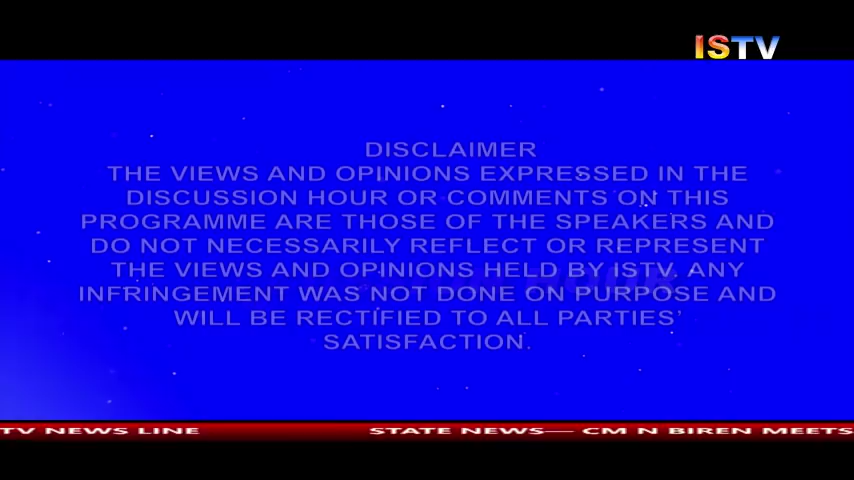 ISTV
DISCLAIMER
THE VIEWS AND OPINIONS EXPRESSED IN THE
DISCUSSION HOUR OR COMMENTS ON THIS
PROGRAMME ARE THOSE OF THE SPEAKERS AND
DO NOT NECESSARILY REFLECT OR REPRESENT
THE VIEWS AND OPINIONS HELD BY ISTV. ANY
INFRINGEMENT WAS NOT DONE ON PURPOSE AND
WILL BE RECTIFIED TO ALL PARTIES'
SATISFACTION.
TV NEWS LINE STATE NEWS— CM N BIREN MEETS